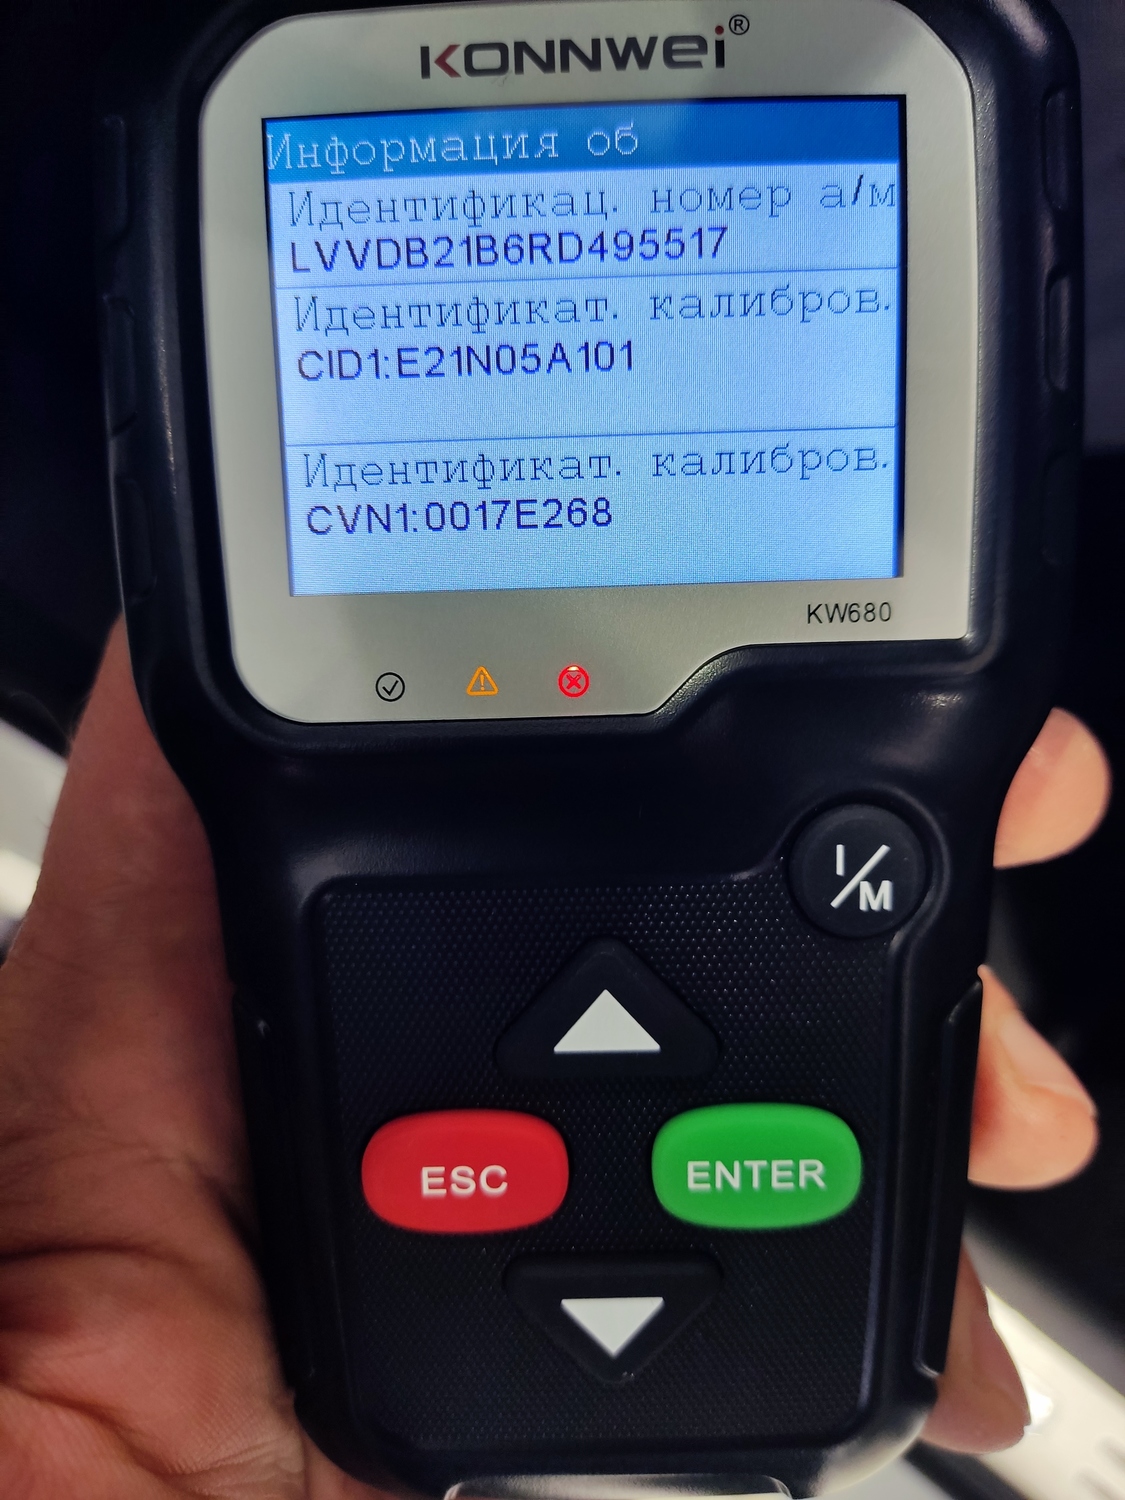 KONNWEI®
Информация об
Идентификац. номер а/м
LVVDB21B6RD495517
Идентификат. калибров.
CID1:E21N05A101
Идентификат. калибров.
CVN1:0017E268
KW680
I/M
ESC
ENTER